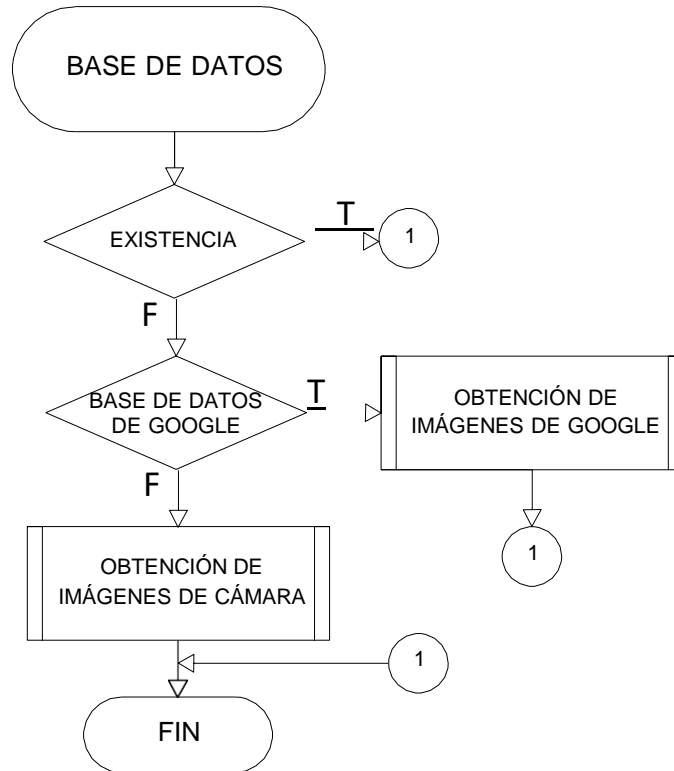 BASE DE DATOS
EXISTENCIA
T
1
F
BASE DE DATOS
DE GOOGLE
T
OBTENCIÓN DE
IMÁGENES DE GOOGLE
F
1
OBTENCIÓN DE
IMÁGENES DE CÁMARA
1
FIN